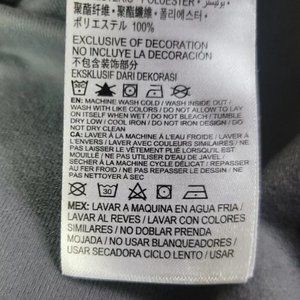 聚酯纤维・聚酯纖維・폴리에스터・
ポリエステル 100%
EXCLUSIVE OF DECORATION
NO INCLUYE LA DECORACIÓN
不包含装饰部分
EKSKLUSIF DARI DEKORASI
30
EN: MACHINE WASH COLD / WASH INSIDE OUT /
WASH WITH LIKE COLORS / DO NOT ALLOW TO LAY
ON ITSELF WHEN WET / DO NOT BLEACH / TUMBLE
DRY LOW / COOL IRON / DO NOT IRON DESIGN / DO
NOT DRY CLEAN
CA: LAVER À LA MACHINE À L'EAU FROIDE / LAVER À
L'ENVERS / LAVER AVEC COULEURS SIMILAIRES / NE
PAS LAISSER LE VÊTEMENT PLIÉ LORSQU'IL EST
MOUILLÉ / NE PAS UTILISER D'EAU DE JAVEL /
SÈCHER À MACHINE CYCLE DÉLICAT / REPASSER
AU FER FROID / NE PAS REPASSER LE DESSIN / NE
PAS NETTOYER À SEC
30
MEX: LAVAR A MAQUINA EN AGUA FRIA /
LAVAR AL REVES / LAVAR CON COLORES
SIMILARES / NO DOBLAR PRENDA
MOJADA / NO USAR BLANQUEADORES /
USAR SECADORA CICLO LENTO / USAR